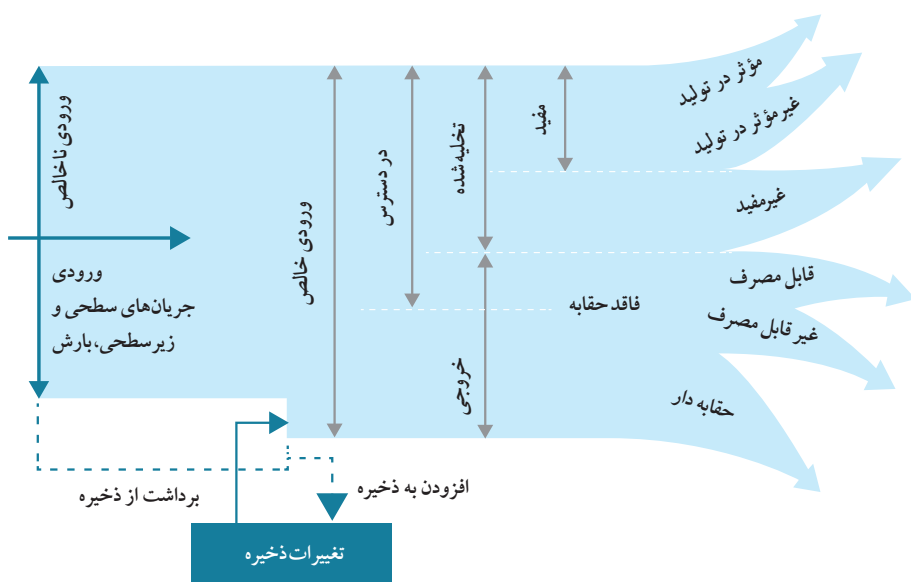 مؤثر در تولید
غیرمؤثر در تولید
ورودی ناخالص
ورودی خالص
در دسترس
تخلیه شده
مفید
غیرمفید
ورودی
جریان‌های سطحی و
زیرسطحی،بارش
قابل مصرف
فاقد حقابه
غیر قابل مصرف
خروجی
حقابه دار
افزودن به ذخیره
برداشت از ذخیره
تغییرات ذخیره